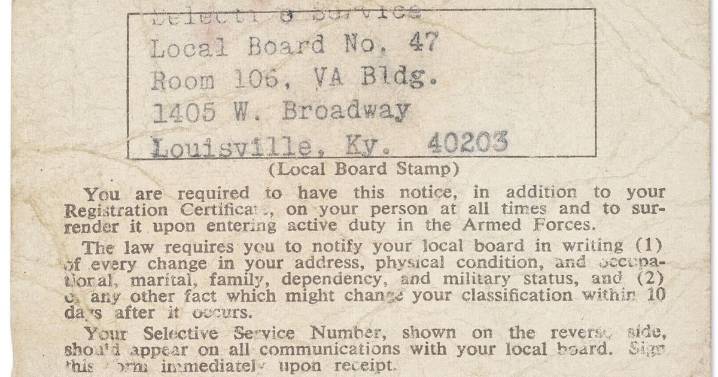 Selective Service
Local Board No. 47
Room 106, VA Bldg.
1405 W. Broadway
Louisville, Ky. 40203
(Local Board Stamp)
You are required to have this notice, in addition to your
Registration Certificate, on your person at all times and to sur-
render it upon entering active duty in the Armed Forces.
The law requires you to notify your local board in writing (1)
of every change in your address, physical condition, and occupa-
tional, marital, family, dependency, and military status, and (2)
of any other fact which might change your classification within 10
days after it occurs.
Your Selective Service Number, shown on the reverse side,
should appear on all communications with your local board. Sign
this form immediately upon receipt.